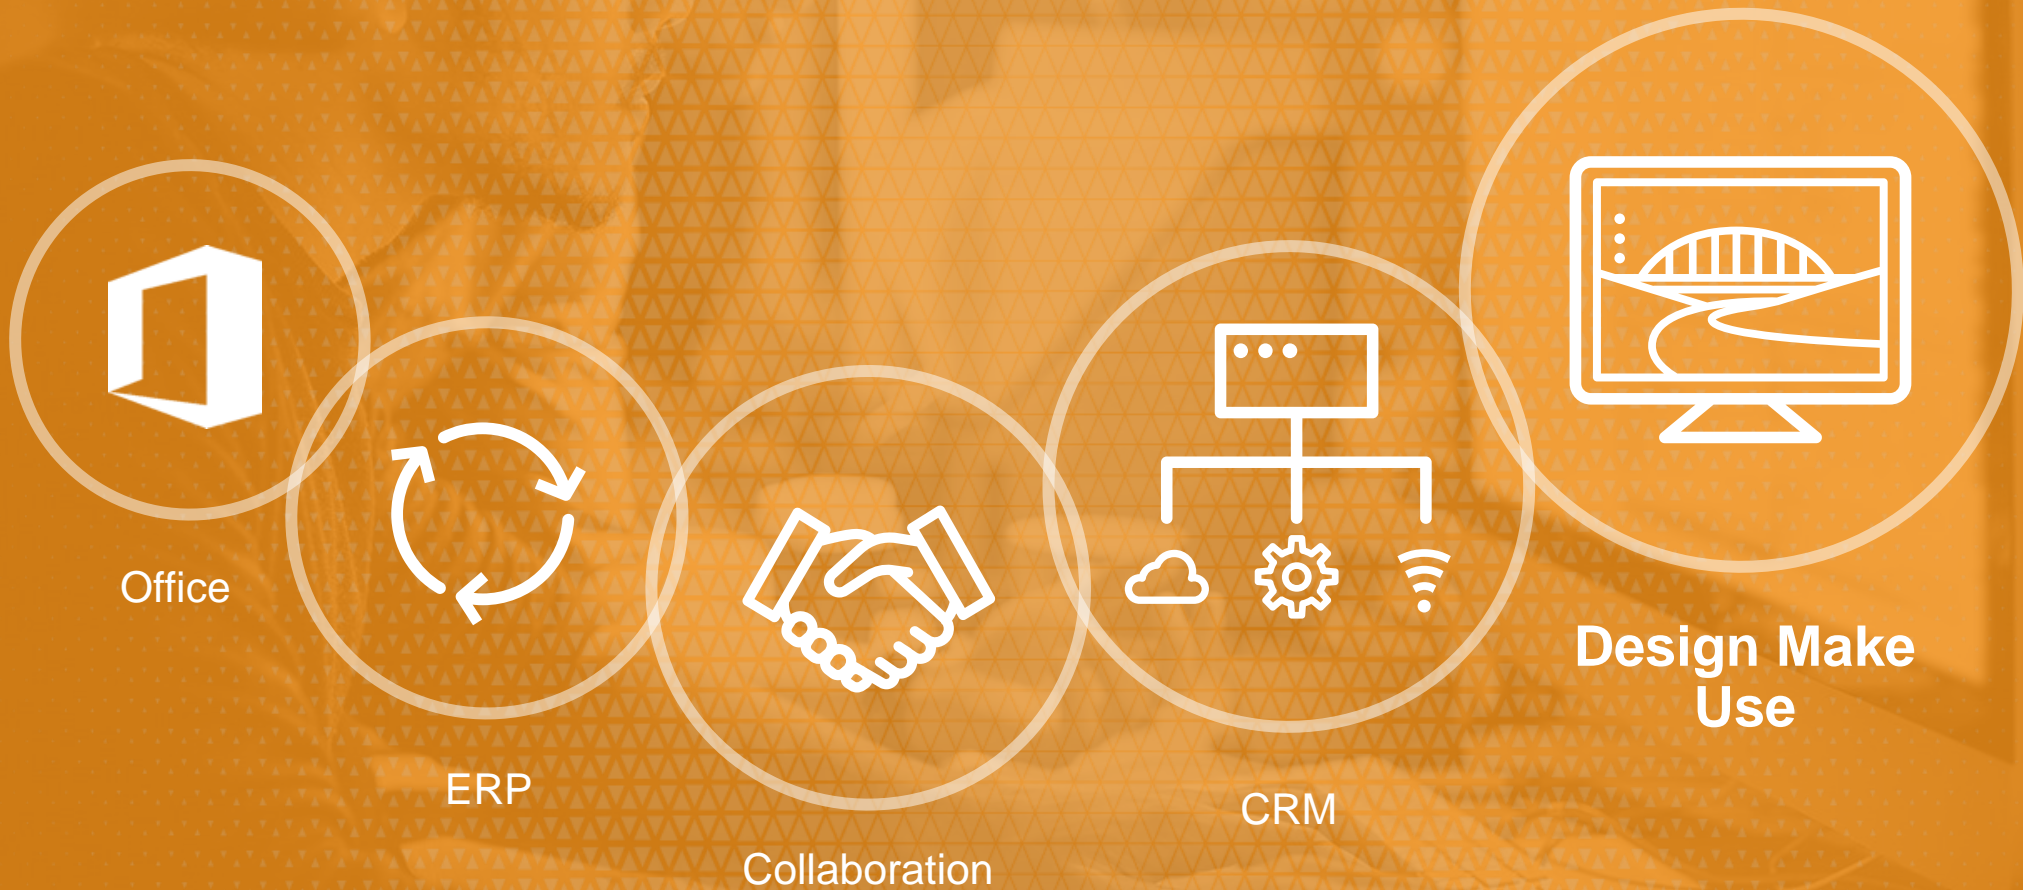 Office
ERP
Collaboration
CRM
Design Make
Use